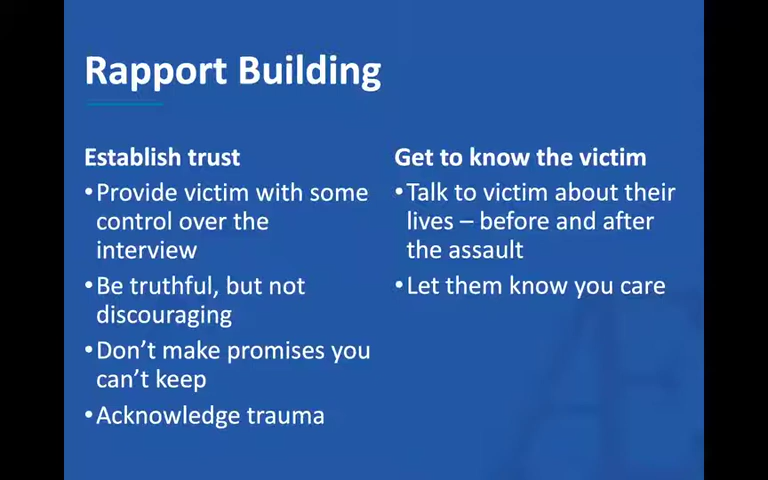 Rapport Building
Establish trust
•Provide victim with some
control over the
interview
•Be truthful, but not
discouraging
•Don’t make promises you
can’t keep
•Acknowledge trauma
Get to know the victim
•Talk to victim about their
lives – before and after
the assault
•Let them know you care